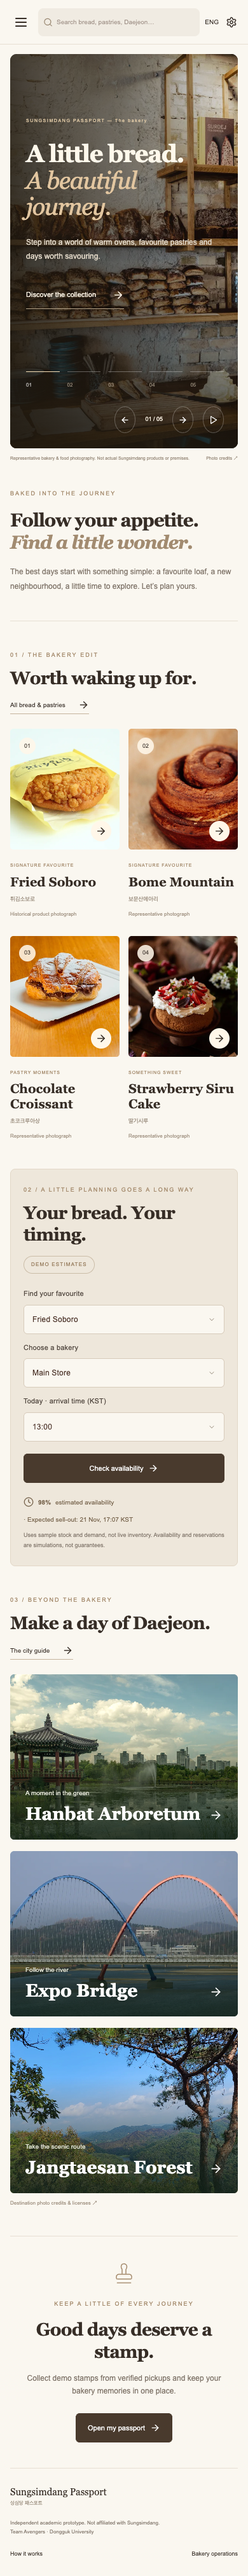 Search bread, pastries, Daejeon...
ENG
SUNGSIMDANG PASSPORT — The bakery
A little bread.
A beautiful
journey.
Step into a world of warm ovens, favourite pastries and
days worth savouring.
Discover the collection
01 02 03 04 05
01 / 05
Representative bakery & food photography. Not actual Sungsimdang products or premises.
Photo credits ↗
BAKED INTO THE JOURNEY
Follow your appetite.
Find a little wonder.
The best days start with something simple: a favourite loaf, a new
neighbourhood, a little time to explore. Let's plan yours.
01 / THE BAKERY EDIT
Worth waking up for.
All bread & pastries
01
02
SIGNATURE FAVOURITE
Fried Soboro
튀김소보로
Historical product photograph
SIGNATURE FAVOURITE
Bome Mountain
보문산메아리
Representative photograph
03
04
PASTRY MOMENTS
Chocolate
Croissant
초코크루아상
Representative photograph
SOMETHING SWEET
Strawberry Siru
Cake
딸기시루
Representative photograph
02 / A LITTLE PLANNING GOES A LONG WAY
Your bread. Your
timing.
DEMO ESTIMATES
Find your favourite
Fried Soboro
Choose a bakery
Main Store
Today · arrival time (KST)
13:00
Check availability
98% estimated availability
· Expected sell-out: 21 Nov, 17:07 KST
Uses sample stock and demand, not live inventory. Availability and reservations
are simulations, not guarantees.
03 / BEYOND THE BAKERY
Make a day of Daejeon.
The city guide
A moment in the green
Hanbat Arboretum
Follow the river
Expo Bridge
Take the scenic route
Jangtaesan Forest
Destination photo credits & licenses ↗
KEEP A LITTLE OF EVERY JOURNEY
Good days deserve a
stamp.
Collect demo stamps from verified pickups and keep your
bakery memories in one place.
Open my passport
Sungsimdang Passport
성심당 패스포트
Independent academic prototype. Not affiliated with Sungsimdang.
Team Avengers · Dongguk University
How it works
Bakery operations